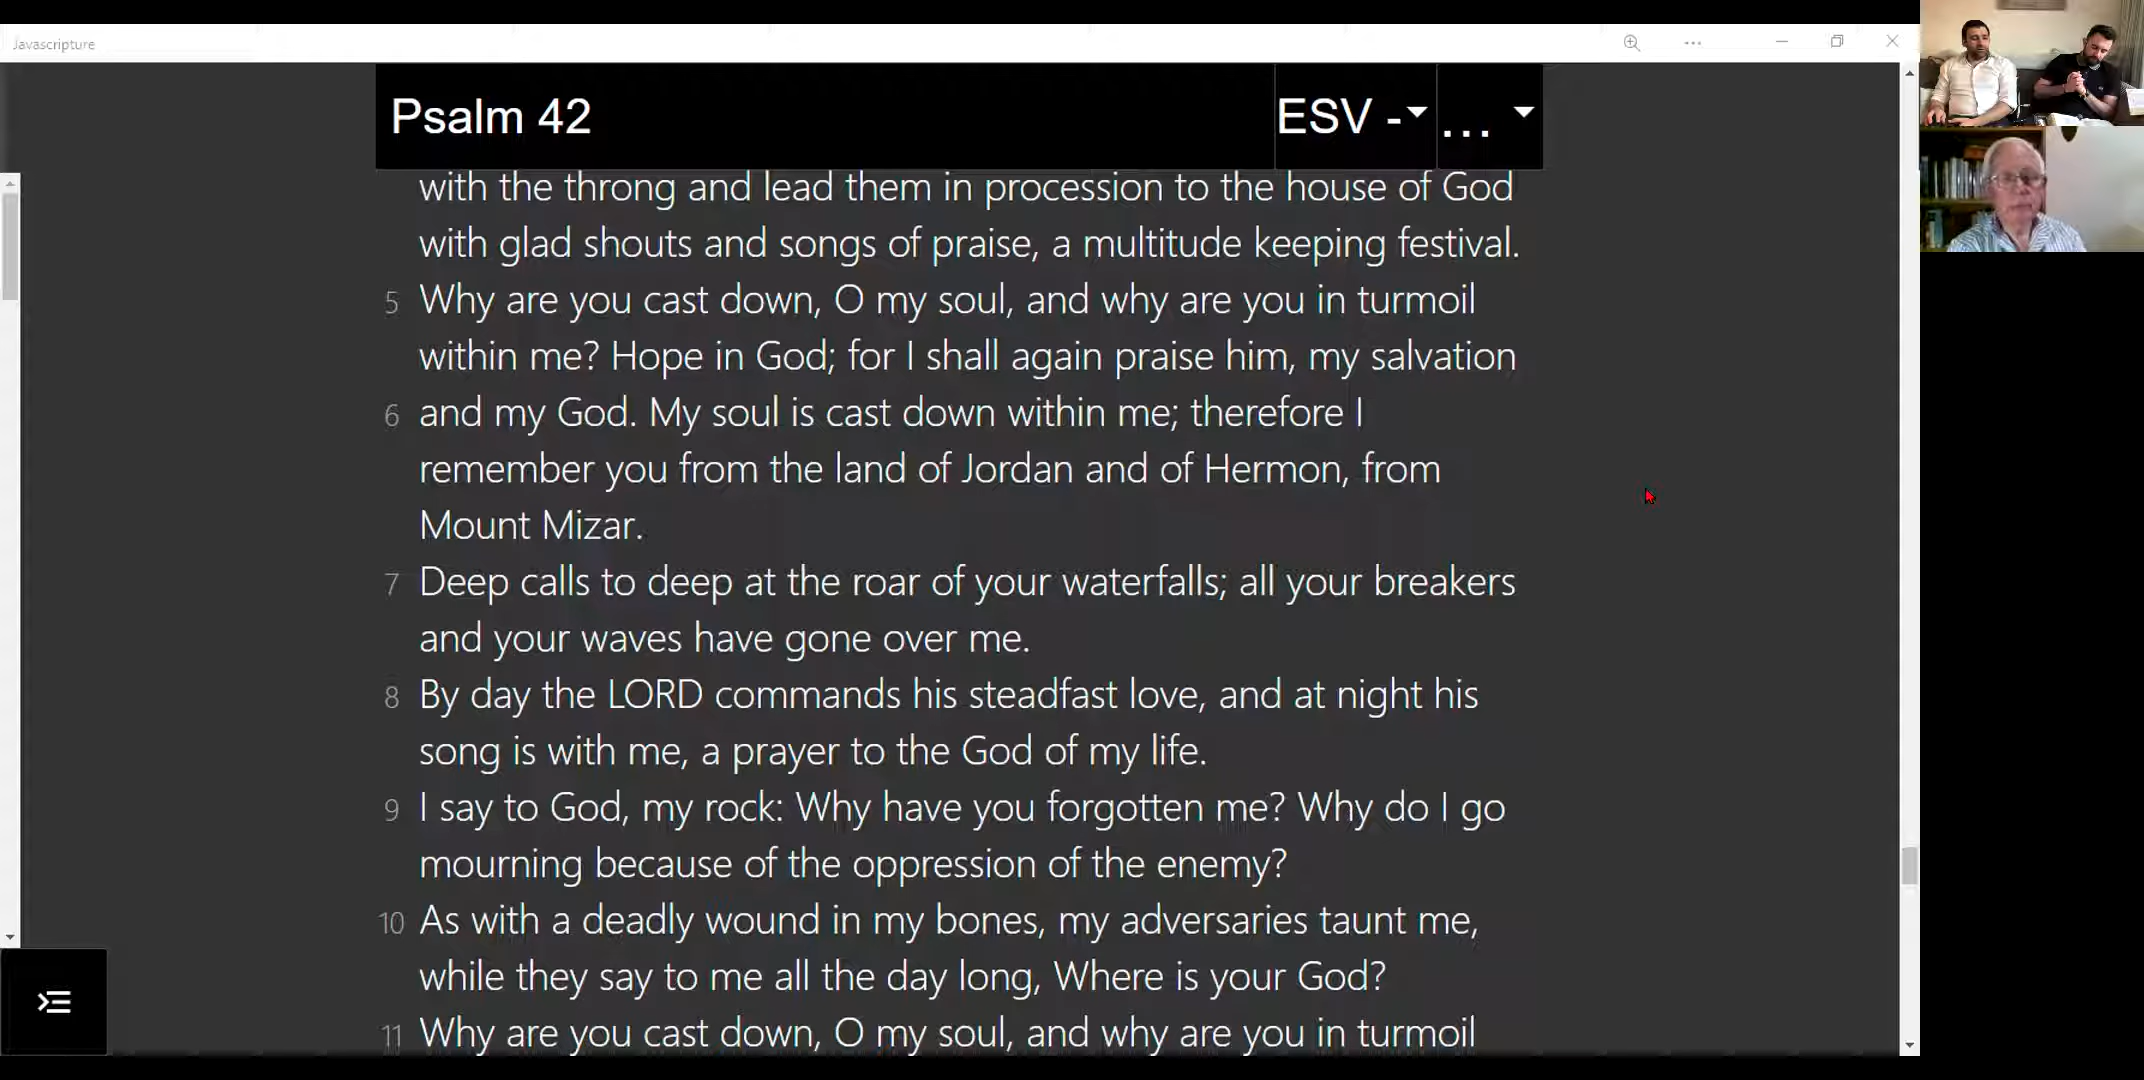 Javascripture
Psalm 42
ESV -
...
with the throng and lead them in procession to the house of God
with glad shouts and songs of praise, a multitude keeping festival.
5 Why are you cast down, O my soul, and why are you in turmoil
within me? Hope in God; for I shall again praise him, my salvation
6 and my God. My soul is cast down within me; therefore I
remember you from the land of Jordan and of Hermon, from
Mount Mizar.
7 Deep calls to deep at the roar of your waterfalls; all your breakers
and your waves have gone over me.
8 By day the LORD commands his steadfast love, and at night his
song is with me, a prayer to the God of my life.
9 I say to God, my rock: Why have you forgotten me? Why do I go
mourning because of the oppression of the enemy?
10 As with a deadly wound in my bones, my adversaries taunt me,
while they say to me all the day long, Where is your God?
11 Why are you cast down, O my soul, and why are you in turmoil